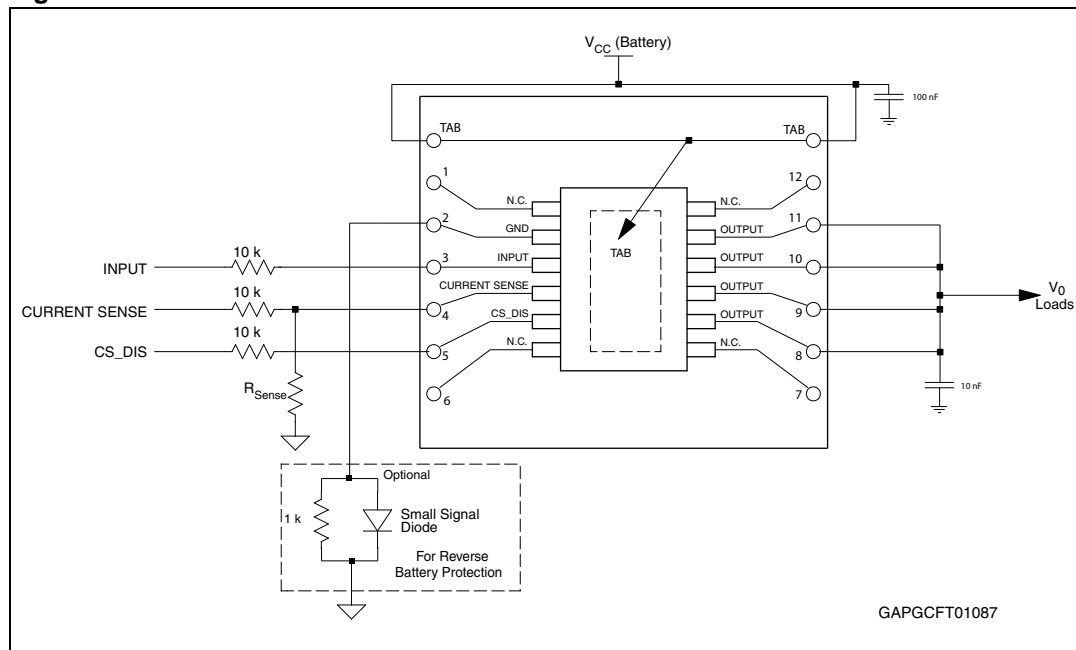 V_CC (Battery)
100 nF
TAB
TAB
1
12
N.C.
N.C.
2
11
GND
OUTPUT
TAB
INPUT
10 k
3
INPUT
OUTPUT
10
CURRENT SENSE
10 k
4
CURRENT SENSE
OUTPUT
9
V_0
Loads
CS_DIS
10 k
5
CS_DIS
OUTPUT
8
N.C.
N.C.
6
7
10 nF
R_Sense
Optional
1 k
Small Signal
Diode
For Reverse
Battery Protection
GAPGCFT01087